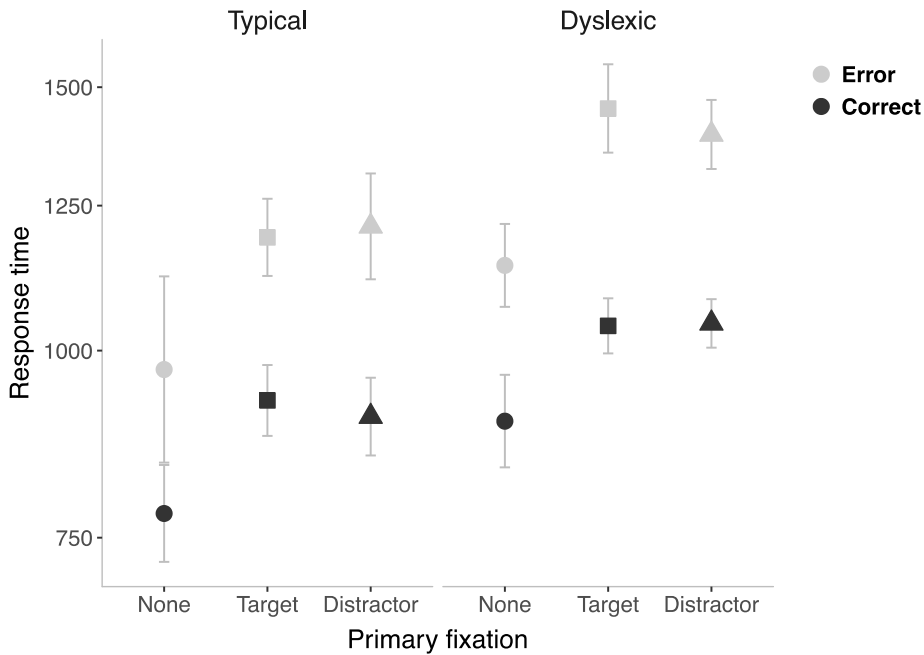 Typical
Dyslexic
Error
Correct
1500
1250
1000
750
Response time
None
Target
Distractor
None
Target
Distractor
Primary fixation